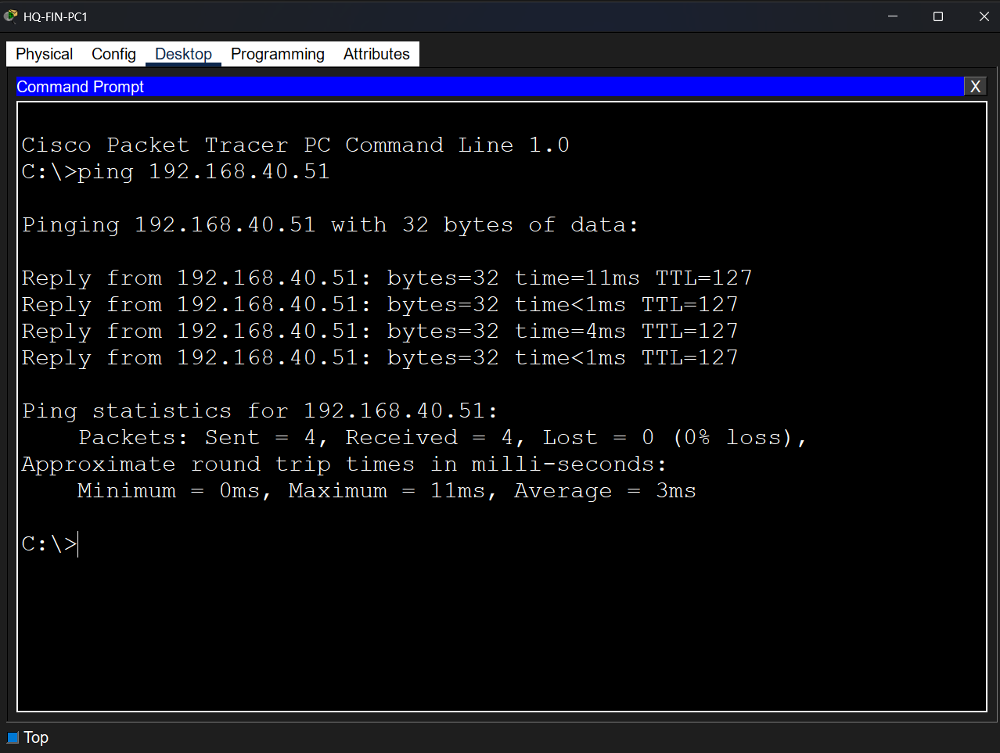 HQ-FIN-PC1
Physical Config Desktop Programming Attributes
Command Prompt X
Cisco Packet Tracer PC Command Line 1.0
C:\>ping 192.168.40.51
Pinging 192.168.40.51 with 32 bytes of data:
Reply from 192.168.40.51: bytes=32 time=11ms TTL=127
Reply from 192.168.40.51: bytes=32 time<1ms TTL=127
Reply from 192.168.40.51: bytes=32 time=4ms TTL=127
Reply from 192.168.40.51: bytes=32 time<1ms TTL=127
Ping statistics for 192.168.40.51:
    Packets: Sent = 4, Received = 4, Lost = 0 (0% loss),
Approximate round trip times in milli-seconds:
    Minimum = 0ms, Maximum = 11ms, Average = 3ms
C:\>
Top